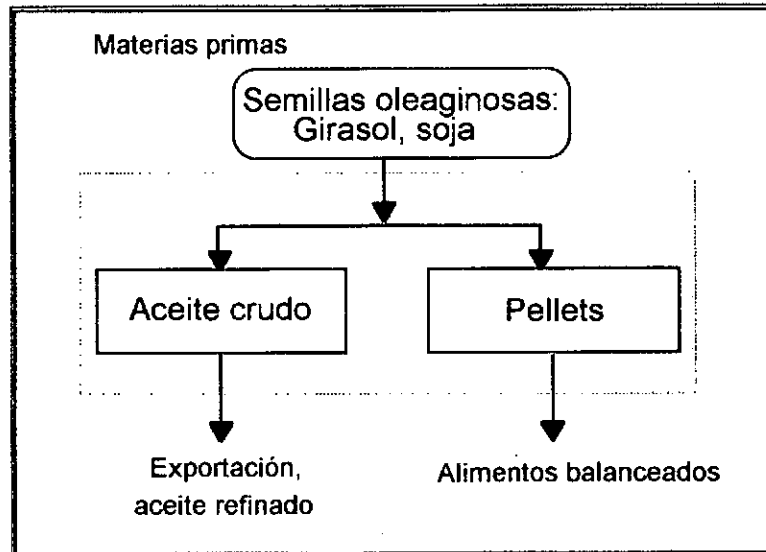 Materias primas
Semillas oleaginosas:
Girasol, soja
Aceite crudo
Pellets
Exportación,
aceite refinado
Alimentos balanceados